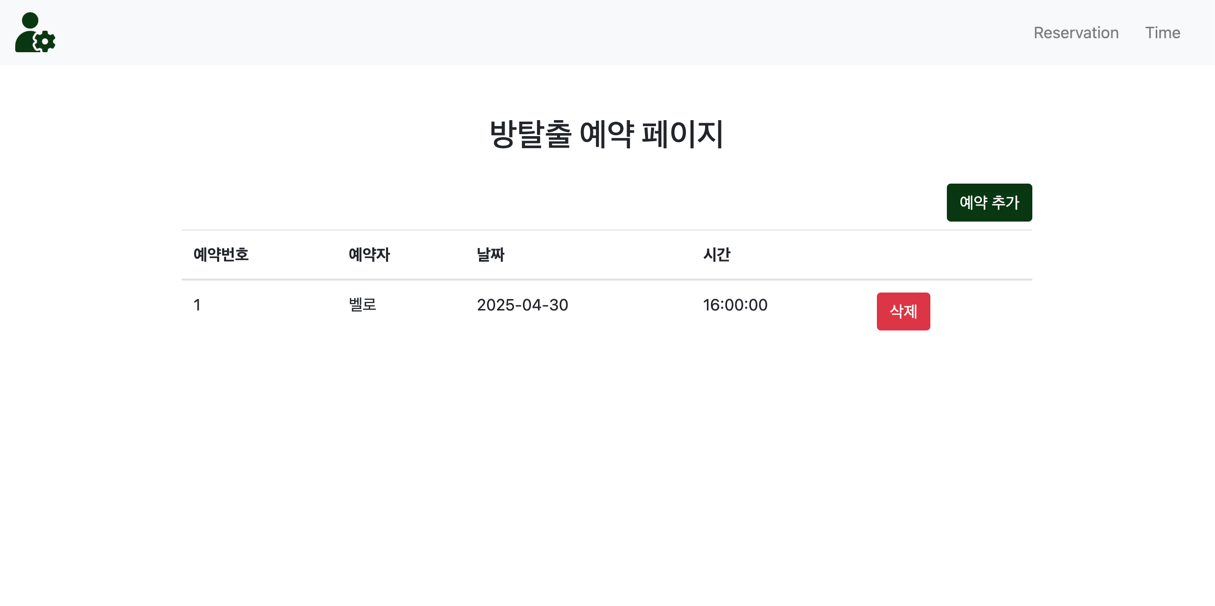 Reservation Time
방탈출 예약 페이지
예약 추가
예약번호 예약자 날짜 시간
1 벨로 2025-04-30 16:00:00 삭제